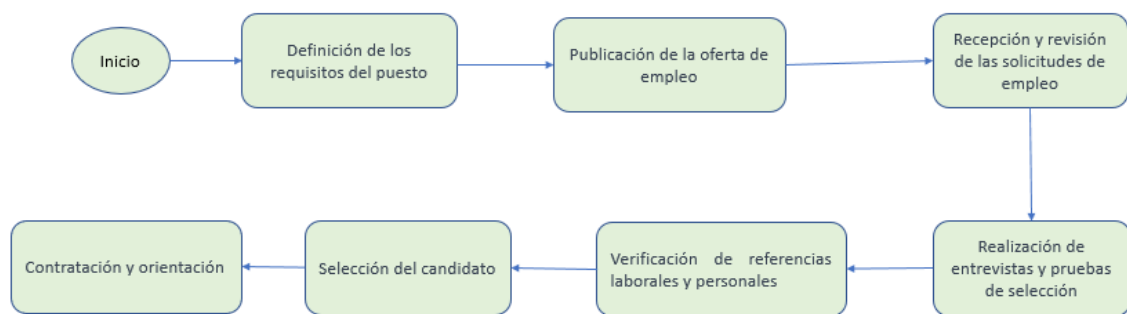 Inicio
Definición de los
requisitos del puesto
Publicación de la oferta de
empleo
Recepción y revisión
de las solicitudes de
empleo
Realización de
entrevistas y pruebas
de selección
Verificación de referencias
laborales y personales
Selección del candidato
Contratación y orientación